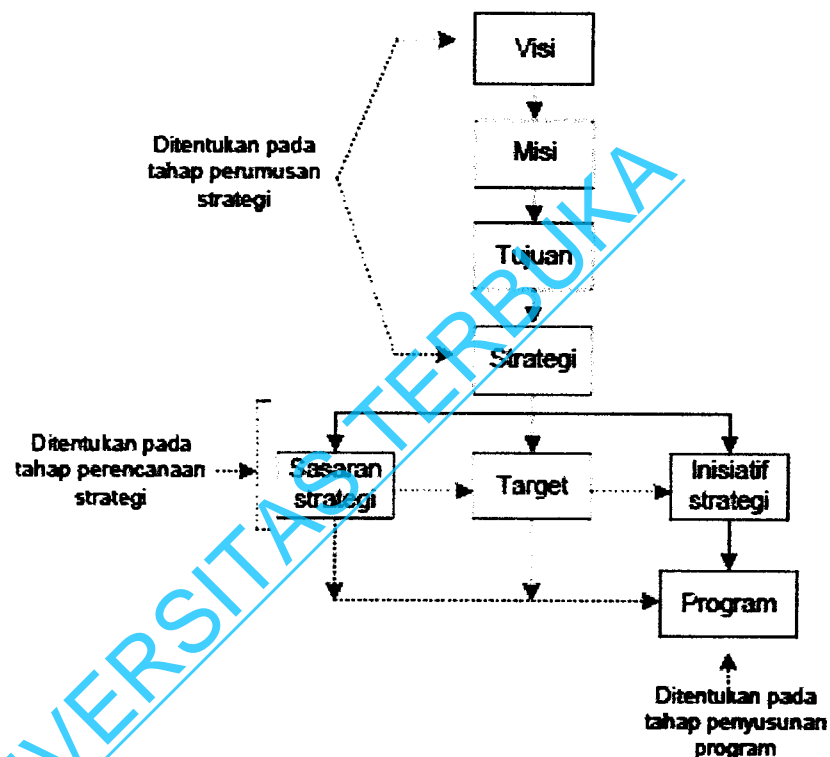 Visi
Ditentukan pada
tahap perumusan
strategi
Misi
Tujuan
Strategi
Ditentukan pada
tahap perencanaan
strategi
Sasaran
strategi
Target
Inisiatif
strategi
Program
Ditentukan pada
tahap penyusunan
program
IVERSITAS TERBUKA